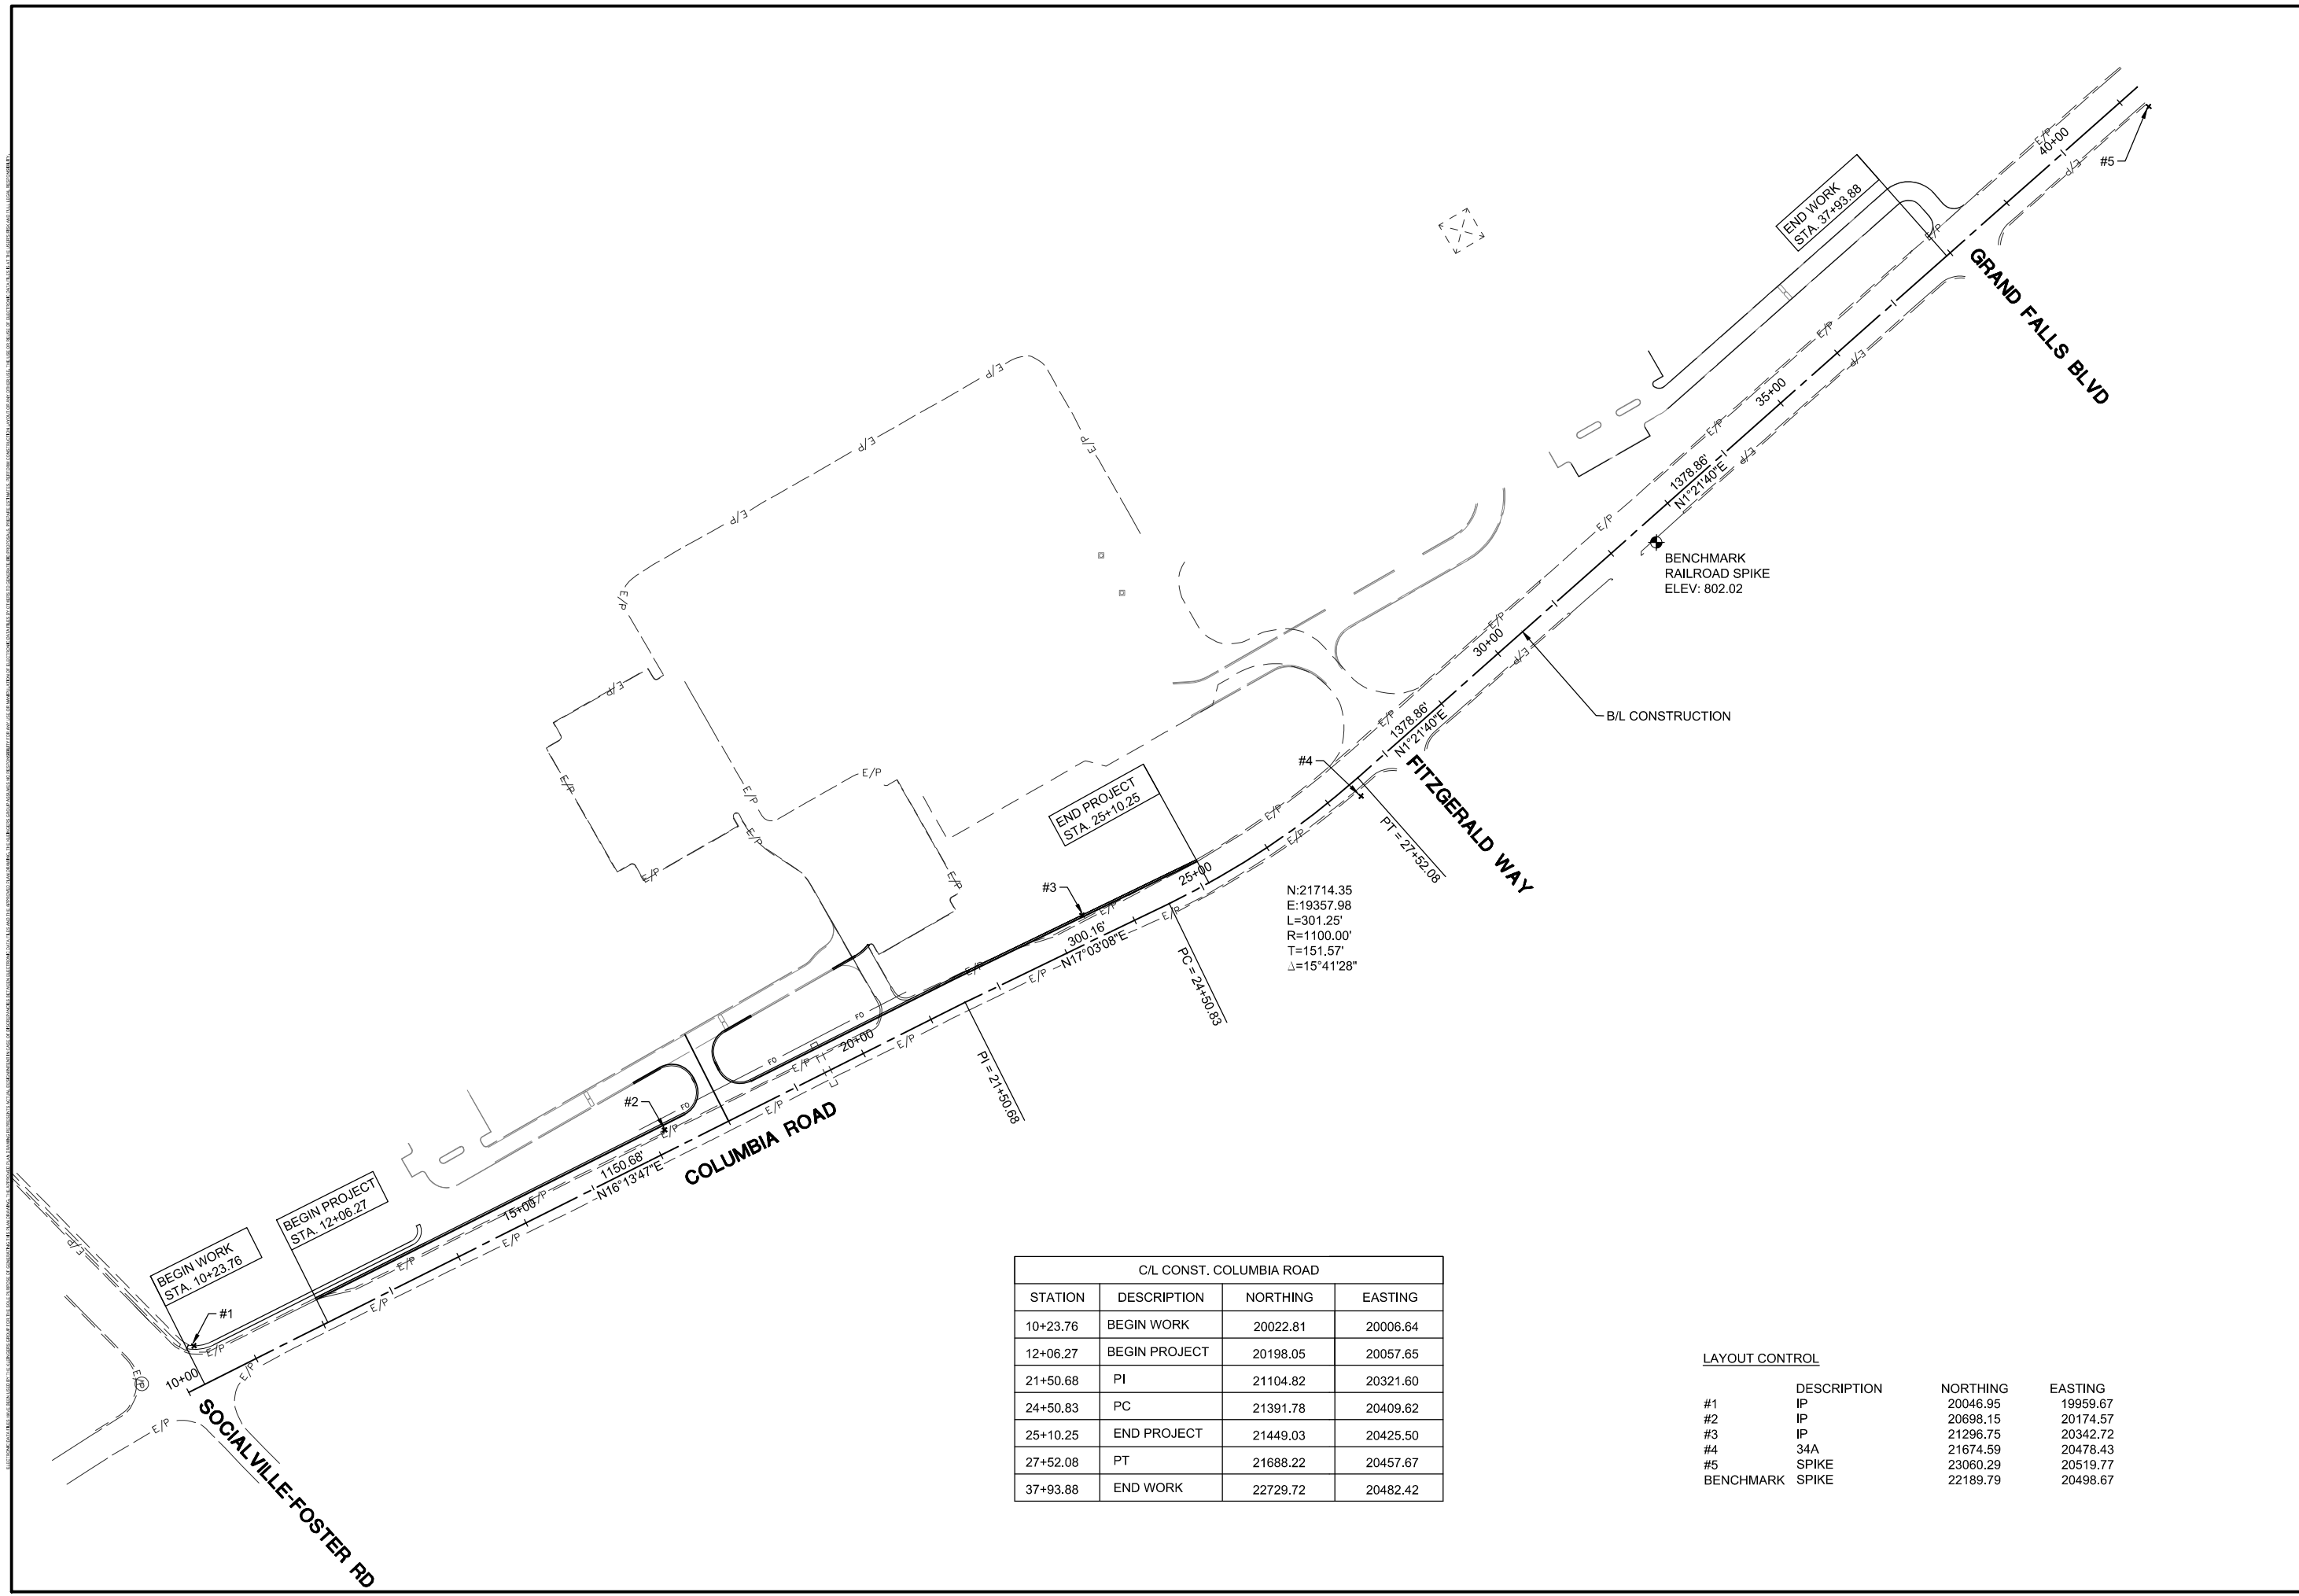 40+00
#5
END WORK
STA. 37+93.88
GRAND FALLS BLVD
E/P
E/P
E/P
E/P
E/P
E/P
E/P
E/P
E/P
35+00
1378.86'
N1°21'40"E
BENCHMARK
RAILROAD SPIKE
ELEV: 802.02
30+00
B/L CONSTRUCTION
1378.86'
N1°21'40"E
#4
FITZGERALD WAY
PT = 27+52.08
END PROJECT
STA. 25+10.25
25+00
#3
N:21714.35
E:19357.98
L=301.25'
R=1100.00'
T=151.57'
Δ=15°41'28"
300.16'
N17°03'08"E
PC = 24+50.83
E/P
E/P
E/P
E/P
E/P
E/P
E/P
E/P
E/P
E/P
E/P
FO
FO
FO
20+00
PI = 21+50.68
#2
COLUMBIA ROAD
1150.68'
N16°13'47"E
15+00
BEGIN PROJECT
STA. 12+06.27
BEGIN WORK
STA. 10+23.76
#1
10+00
E/P
E/P
E/P
E/P
E/P
SOCIALVILLE-FOSTER RD
C/L CONST. COLUMBIA ROAD
STATION DESCRIPTION NORTHING EASTING
10+23.76 BEGIN WORK 20022.81 20006.64
12+06.27 BEGIN PROJECT 20198.05 20057.65
21+50.68 PI 21104.82 20321.60
24+50.83 PC 21391.78 20409.62
25+10.25 END PROJECT 21449.03 20425.50
27+52.08 PT 21688.22 20457.67
37+93.88 END WORK 22729.72 20482.42
LAYOUT CONTROL
DESCRIPTION NORTHING EASTING
#1 IP 20046.95 19959.67
#2 IP 20698.15 20174.57
#3 IP 21296.75 20342.72
#4 34A 21674.59 20478.43
#5 SPIKE 23060.29 20519.77
BENCHMARK SPIKE 22189.79 20498.67